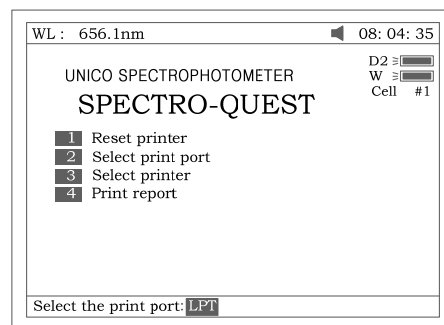 WL: 656.1nm 08: 04: 35
D2
W
Cell #1
UNICO SPECTROPHOTOMETER
SPECTRO-QUEST
1 Reset printer
2 Select print port
3 Select printer
4 Print report
Select the print port: LPT